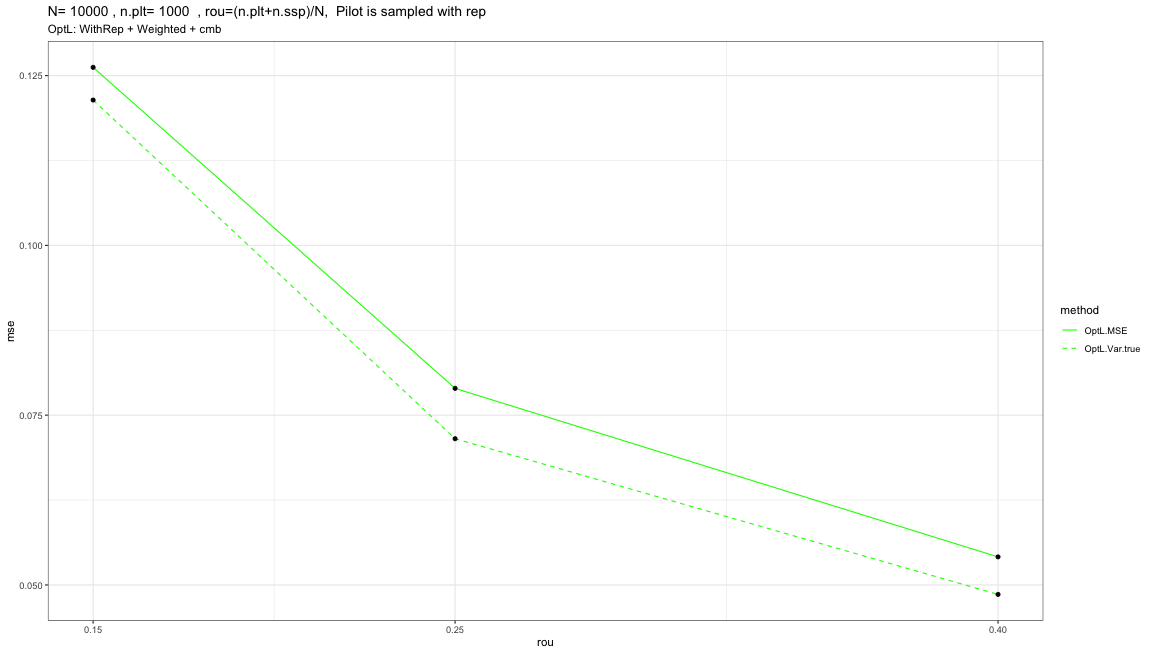 N= 10000 , n.plt= 1000  , rou=(n.plt+n.ssp)/N,  Pilot is sampled with rep
OptL: WithRep + Weighted + cmb
0.125
0.100
0.075
0.050
mse
0.15
0.25
0.40
rou
method
OptL.MSE
OptL.Var.true